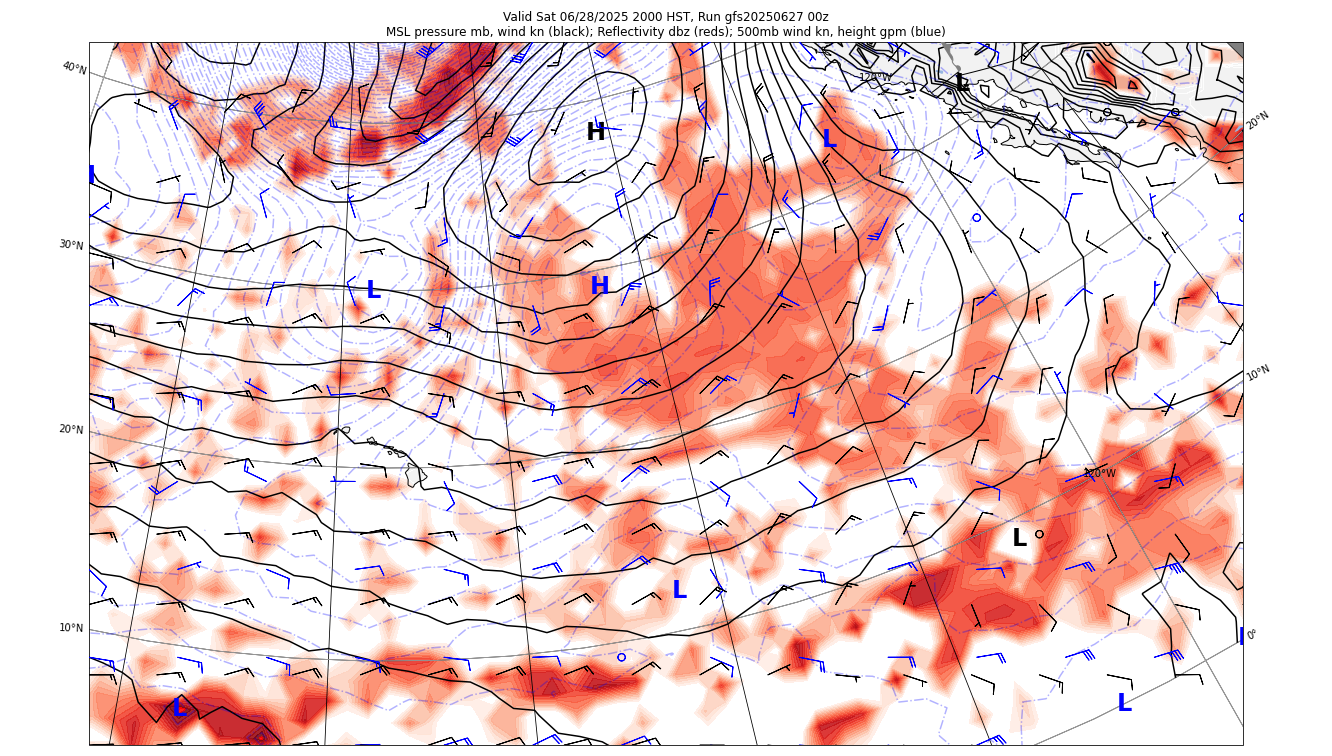 Valid Sat 06/28/2025 2000 HST, Run gfs20250627 00z
MSL pressure mb, wind kn (black); Reflectivity dbz (reds); 500mb wind kn, height gpm (blue)
40°N
120°W
L
20°N
H
L
30°N
L
H
10°N
20°N
120°W
L
L
10°N
0°
L
L